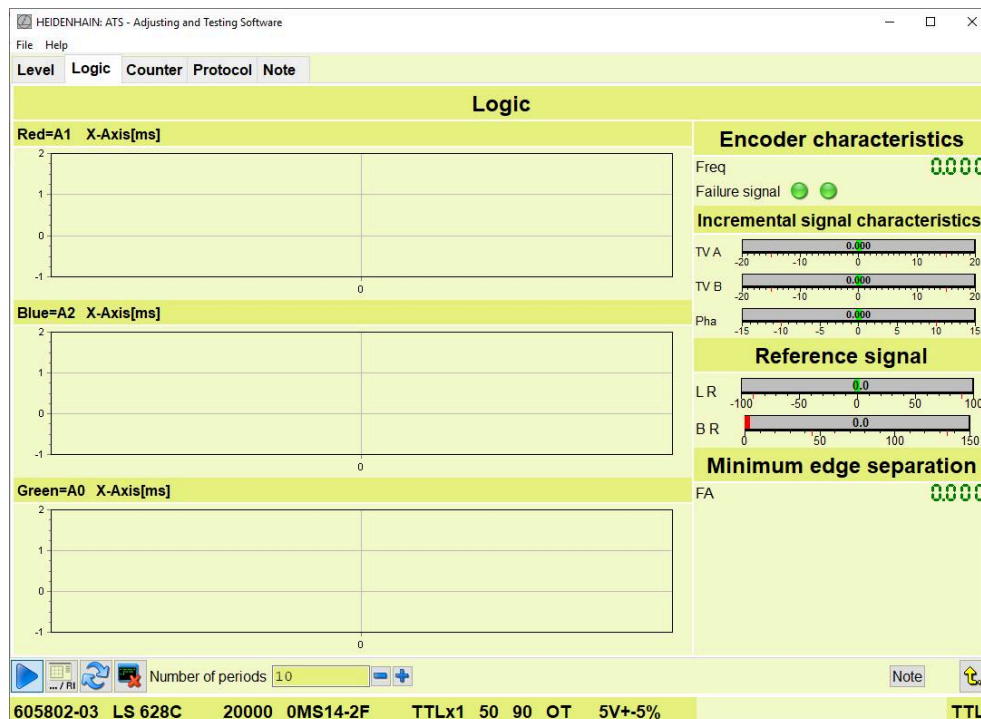 HEIDENHAIN: ATS - Adjusting and Testing Software
File Help
Level Logic Counter Protocol Note
Logic
Red=A1 X-Axis[ms]
2
1
0
-1
0
Blue=A2 X-Axis[ms]
2
1
0
-1
0
Green=A0 X-Axis[ms]
2
1
0
-1
0
Encoder characteristics
Freq 0.000
Failure signal
Incremental signal characteristics
TV A 0.000
-20 -10 0 10 20
TV B 0.000
-20 -10 0 10 20
Pha 0.000
-15 -10 -5 0 5 10 15
Reference signal
L R 0.0
-100 -50 0 50 100
B R 0.0
0 50 100 150
Minimum edge separation
FA 0.000
... / RI Number of periods 10 Note
605802-03 LS 628C 20000 0MS14-2F TTLx1 50 90 OT 5V+-5% TTL